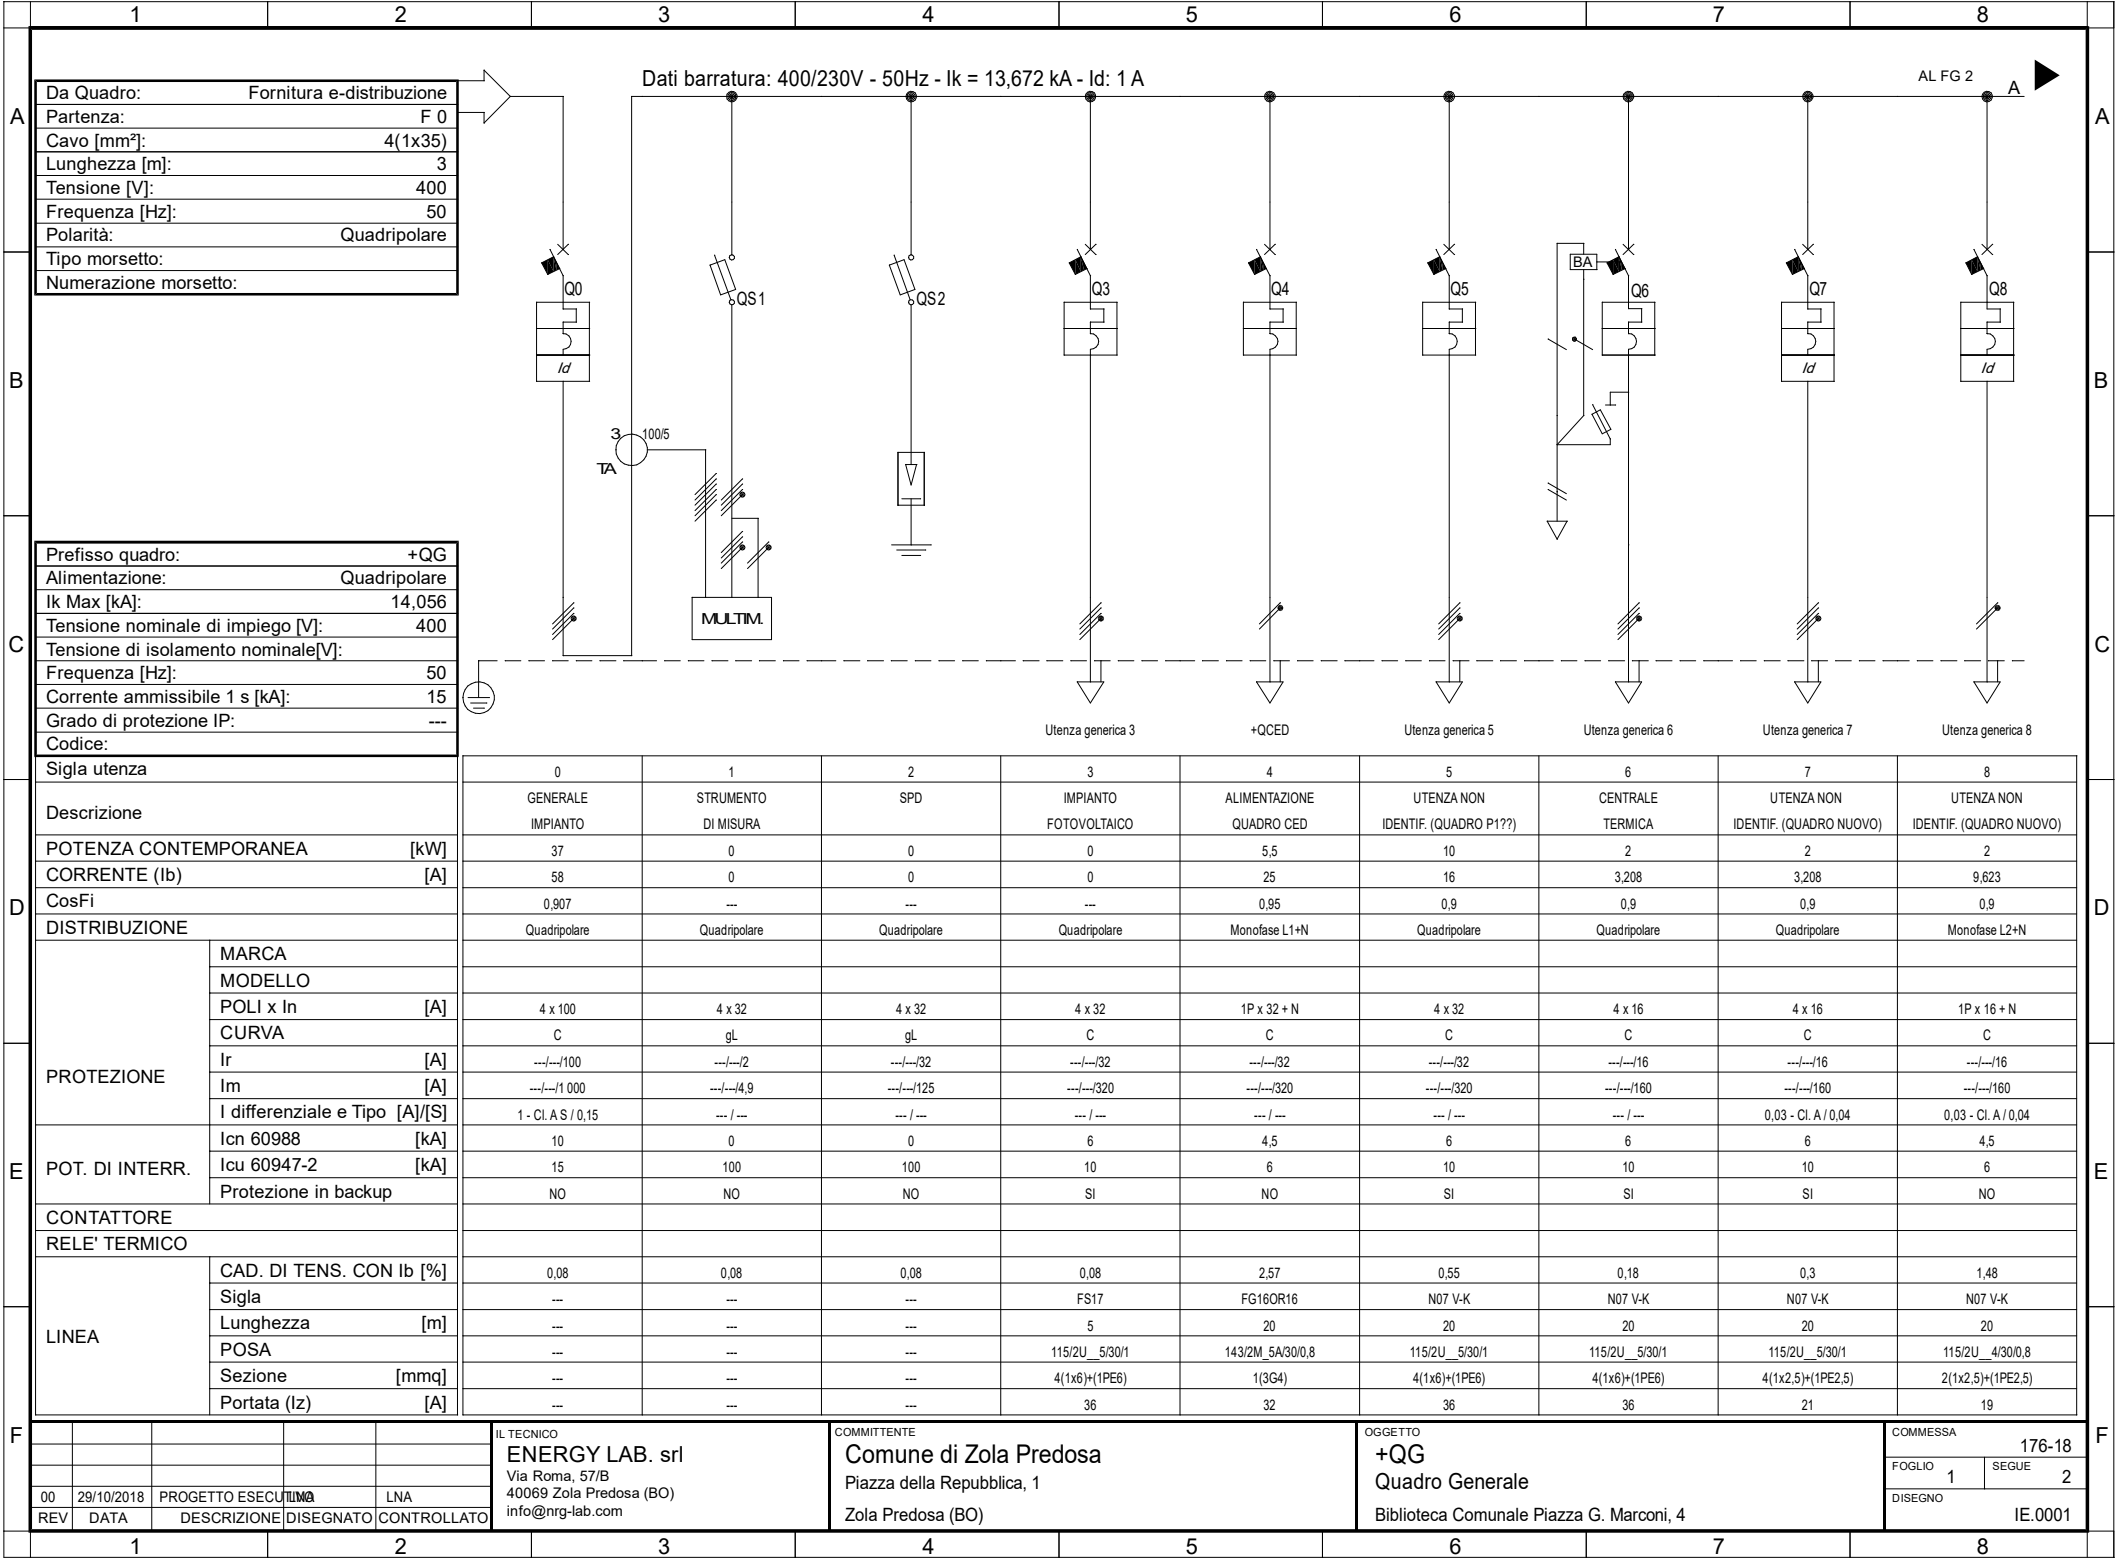 1 2 3 4 5 6 7 8
Dati barratura: 400/230V - 50Hz - Ik = 13,672 kA - Id: 1 A
AL FG 2
A
A A
B B
C C
D D
E E
F F
Da Quadro: Fornitura e-distribuzione
Partenza: F 0
Cavo [mm²]: 4(1x35)
Lunghezza [m]: 3
Tensione [V]: 400
Frequenza [Hz]: 50
Polarità: Quadripolare
Tipo morsetto:
Numerazione morsetto:
Q0 QS1 QS2 Q3 Q4 Q5 BA Q6 Q7 Q8
Id Id Id
3 100/5
TA
MULTIM.
Prefisso quadro: +QG
Alimentazione: Quadripolare
Ik Max [kA]: 14,056
Tensione nominale di impiego [V]: 400
Tensione di isolamento nominale[V]:
Frequenza [Hz]: 50
Corrente ammissibile 1 s [kA]: 15
Grado di protezione IP: ---
Codice:
Utenza generica 3 +QCED Utenza generica 5 Utenza generica 6 Utenza generica 7 Utenza generica 8
Sigla utenza 0 1 2 3 4 5 6 7 8
Descrizione
GENERALE STRUMENTO SPD IMPIANTO ALIMENTAZIONE UTENZA NON CENTRALE UTENZA NON UTENZA NON
IMPIANTO DI MISURA FOTOVOLTAICO QUADRO CED IDENTIF. (QUADRO P1??) TERMICA IDENTIF. (QUADRO NUOVO) IDENTIF. (QUADRO NUOVO)
POTENZA CONTEMPORANEA [kW] 37 0 0 0 5,5 10 2 2 2
CORRENTE (Ib) [A] 58 0 0 0 25 16 3,208 3,208 9,623
CosFi 0,907 --- --- --- 0,95 0,9 0,9 0,9 0,9
DISTRIBUZIONE Quadripolare Quadripolare Quadripolare Quadripolare Monofase L1+N Quadripolare Quadripolare Quadripolare Monofase L2+N
PROTEZIONE
MARCA
MODELLO
POLI x In [A] 4 x 100 4 x 32 4 x 32 4 x 32 1P x 32 + N 4 x 32 4 x 16 4 x 16 1P x 16 + N
CURVA C gL gL C C C C C C
Ir [A] ---/---/100 ---/---/2 ---/---/32 ---/---/32 ---/---/32 ---/---/32 ---/---/16 ---/---/16 ---/---/16
Im [A] ---/---/1 000 ---/---/4,9 ---/---/125 ---/---/320 ---/---/320 ---/---/320 ---/---/160 ---/---/160 ---/---/160
I differenziale e Tipo [A]/[S] 1 - Cl. A S / 0,15 --- / --- --- / --- --- / --- --- / --- --- / --- --- / --- 0,03 - Cl. A / 0,04 0,03 - Cl. A / 0,04
POT. DI INTERR.
Icn 60988 [kA] 10 0 0 6 4,5 6 6 6 4,5
Icu 60947-2 [kA] 15 100 100 10 6 10 10 10 6
Protezione in backup NO NO NO SI NO SI SI SI NO
CONTATTORE
RELE' TERMICO
LINEA
CAD. DI TENS. CON Ib [%] 0,08 0,08 0,08 0,08 2,57 0,55 0,18 0,3 1,48
Sigla --- --- --- FS17 FG16OR16 N07 V-K N07 V-K N07 V-K N07 V-K
Lunghezza [m] --- --- --- 5 20 20 20 20 20
POSA --- --- --- 115/2U__5/30/1 143/2M_5A/30/0,8 115/2U__5/30/1 115/2U__5/30/1 115/2U__5/30/1 115/2U__4/30/0,8
Sezione [mmq] --- --- --- 4(1x6)+(1PE6) 1(3G4) 4(1x6)+(1PE6) 4(1x6)+(1PE6) 4(1x2,5)+(1PE2,5) 2(1x2,5)+(1PE2,5)
Portata (Iz) [A] --- --- --- 36 32 36 36 21 19
00 29/10/2018 PROGETTO ESECUTIVO LNA LNA
REV DATA DESCRIZIONE DISEGNATO CONTROLLATO
IL TECNICO
ENERGY LAB. srl
Via Roma, 57/B
40069 Zola Predosa (BO)
info@nrg-lab.com
COMMITTENTE
Comune di Zola Predosa
Piazza della Repubblica, 1
Zola Predosa (BO)
OGGETTO
+QG
Quadro Generale
Biblioteca Comunale Piazza G. Marconi, 4
COMMESSA
176-18
FOGLIO 1 SEGUE 2
DISEGNO
IE.0001
1 2 3 4 5 6 7 8